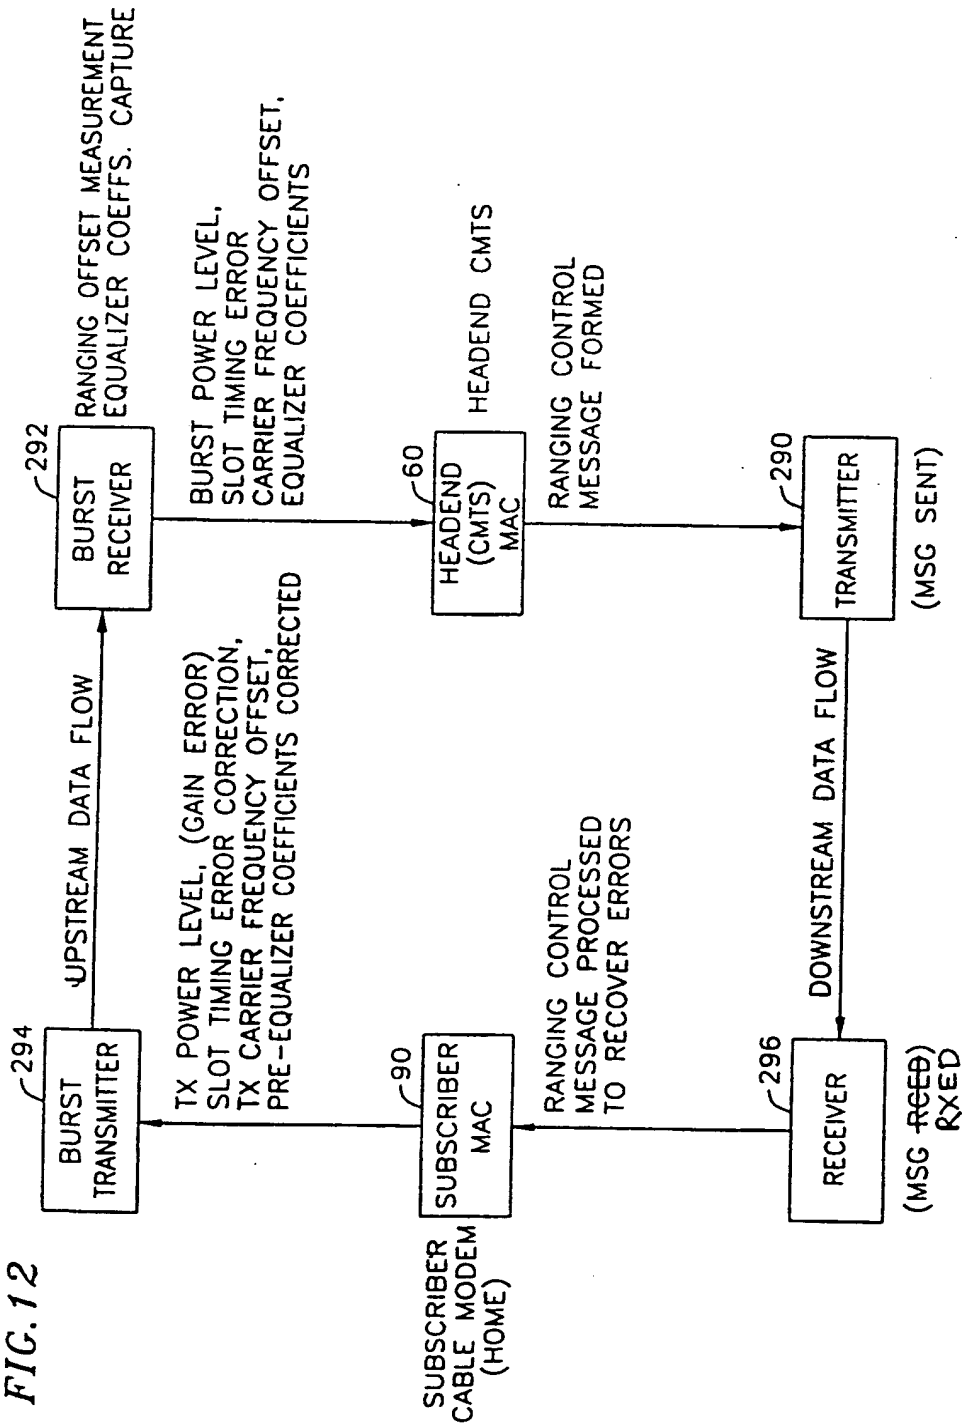 FIG.12
294
BURST
TRANSMITTER
UPSTREAM DATA FLOW
292
BURST
RECEIVER
RANGING OFFSET MEASUREMENT
EQUALIZER COEFFS. CAPTURE
TX POWER LEVEL, (GAIN ERROR)
SLOT TIMING ERROR CORRECTION,
TX CARRIER FREQUENCY OFFSET,
PRE-EQUALIZER COEFFICIENTS CORRECTED
BURST POWER LEVEL,
SLOT TIMING ERROR
CARRIER FREQUENCY OFFSET,
EQUALIZER COEFFICIENTS
SUBSCRIBER
CABLE MODEM
(HOME)
90
SUBSCRIBER
MAC
60
HEADEND
(CMTS)
MAC
HEADEND CMTS
RANGING CONTROL
MESSAGE PROCESSED
TO RECOVER ERRORS
RANGING CONTROL
MESSAGE FORMED
296
RECEIVER
(MSG RCED)
RXED
DOWNSTREAM DATA FLOW
290
TRANSMITTER
(MSG SENT)